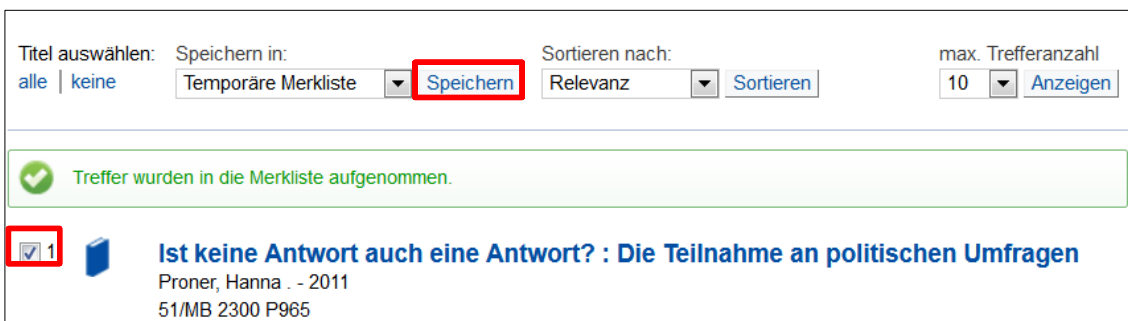 Titel auswählen: Speichern in: Sortieren nach: max. Trefferanzahl
alle | keine Temporäre Merkliste Speichern Relevanz Sortieren 10 Anzeigen
Treffer wurden in die Merkliste aufgenommen.
1 Ist keine Antwort auch eine Antwort? : Die Teilnahme an politischen Umfragen
Proner, Hanna . - 2011
51/MB 2300 P965